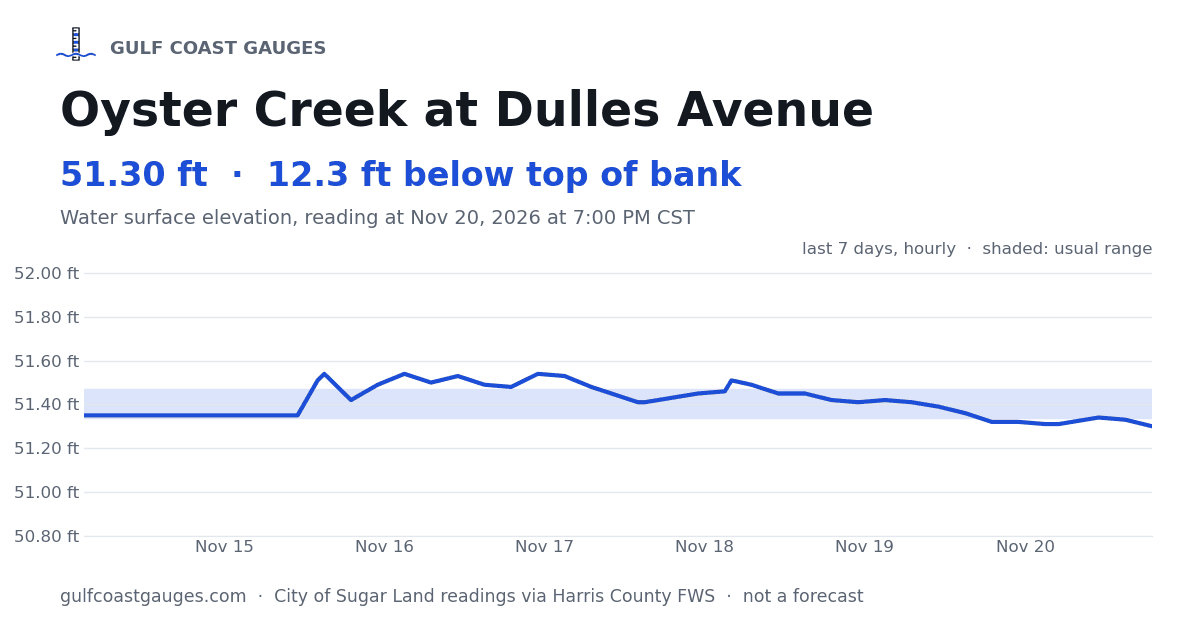 GULF COAST GAUGES
Oyster Creek at Dulles Avenue
51.30 ft · 12.3 ft below top of bank
Water surface elevation, reading at Nov 20, 2026 at 7:00 PM CST
last 7 days, hourly · shaded: usual range
52.00 ft
51.80 ft
51.60 ft
51.40 ft
51.20 ft
51.00 ft
50.80 ft
Nov 15 Nov 16 Nov 17 Nov 18 Nov 19 Nov 20
gulfcoastgauges.com · City of Sugar Land readings via Harris County FWS · not a forecast